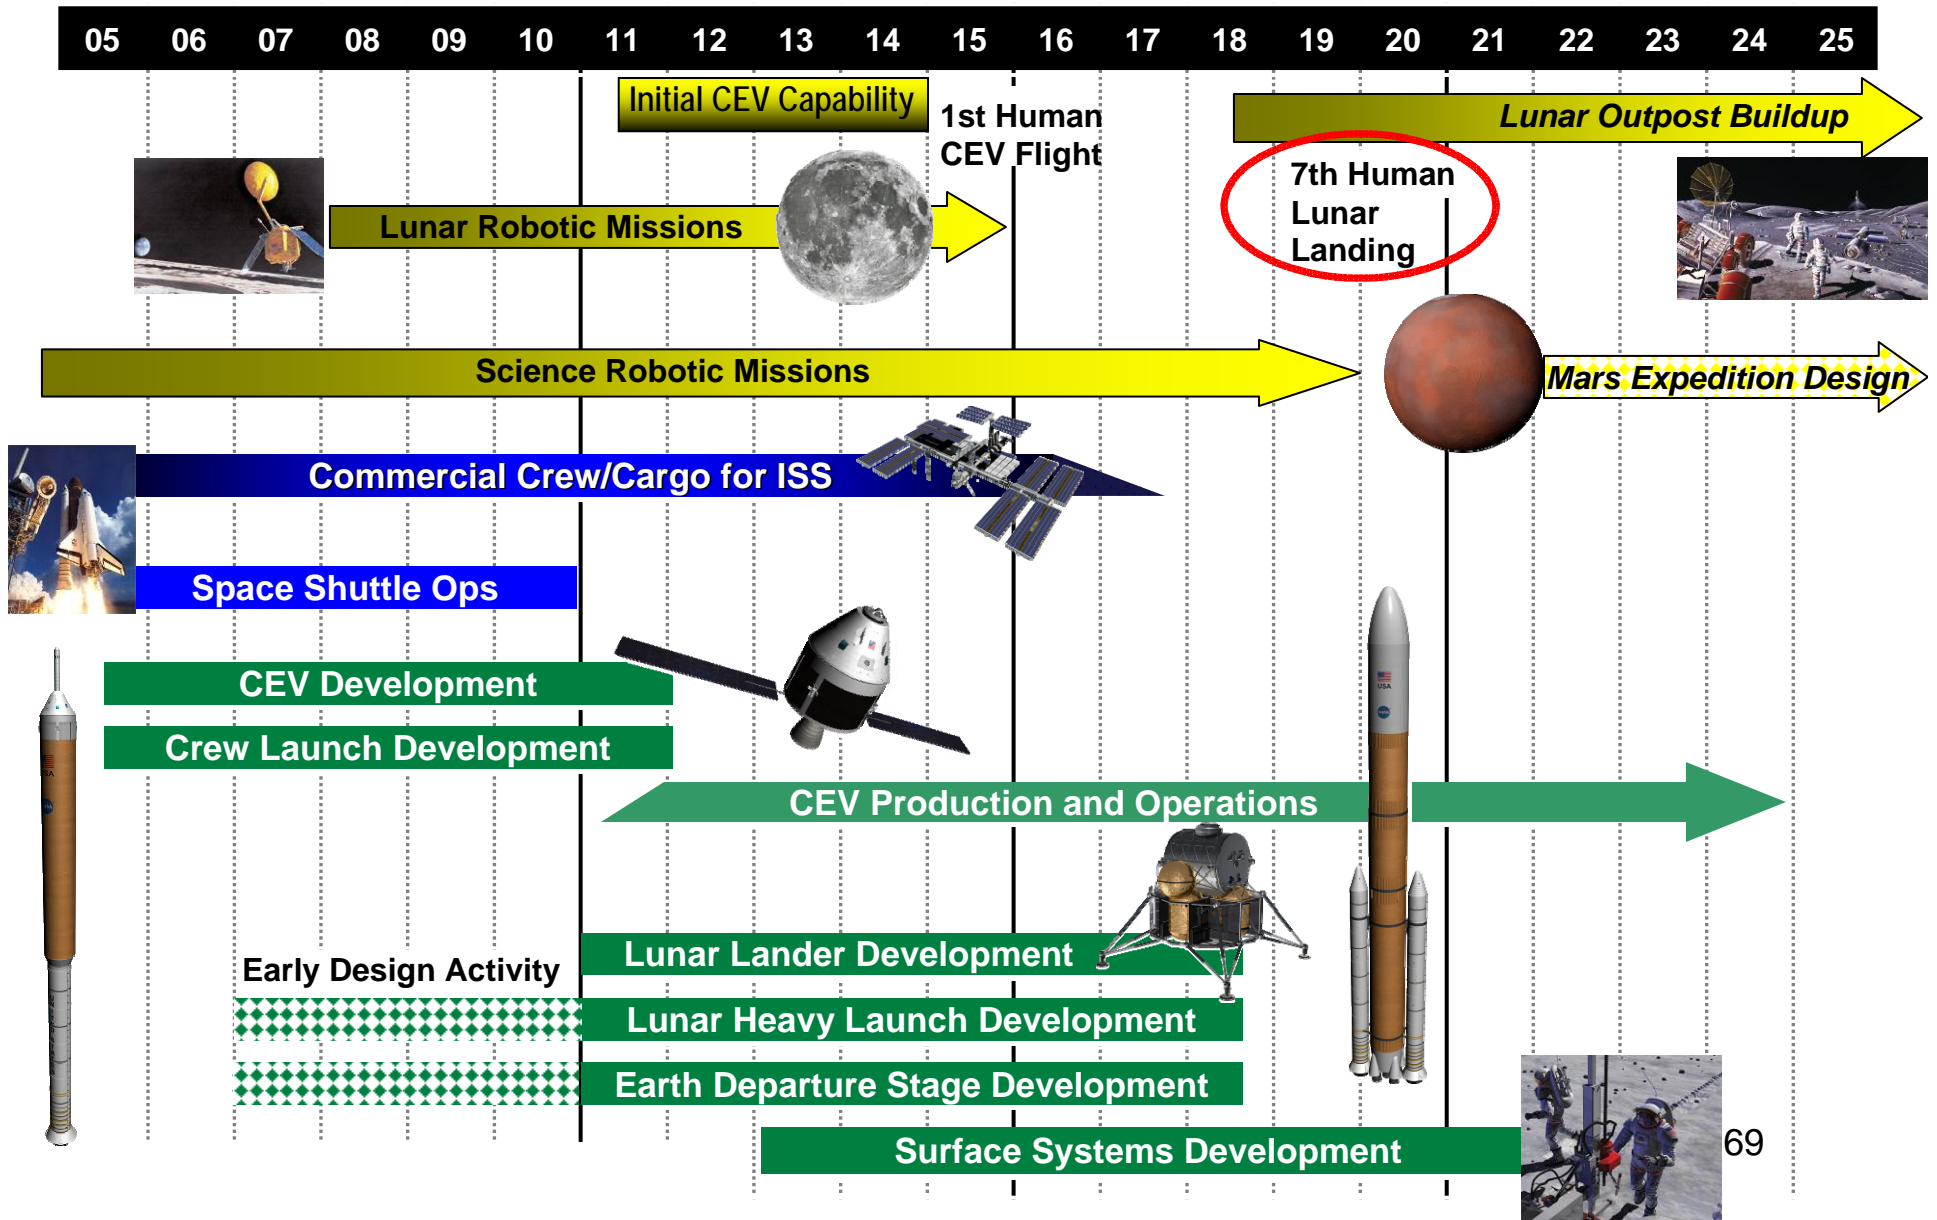 05 06 07 08 09 10 11 12 13 14 15 16 17 18 19 20 21 22 23 24 25
Initial CEV Capability
1st Human
CEV Flight
Lunar Outpost Buildup
7th Human
Lunar
Landing
Lunar Robotic Missions
Science Robotic Missions
Mars Expedition Design
Commercial Crew/Cargo for ISS
Space Shuttle Ops
CEV Development
USA
Crew Launch Development
USA
CEV Production and Operations
Lunar Lander Development
Early Design Activity
Lunar Heavy Launch Development
Earth Departure Stage Development
Surface Systems Development
69